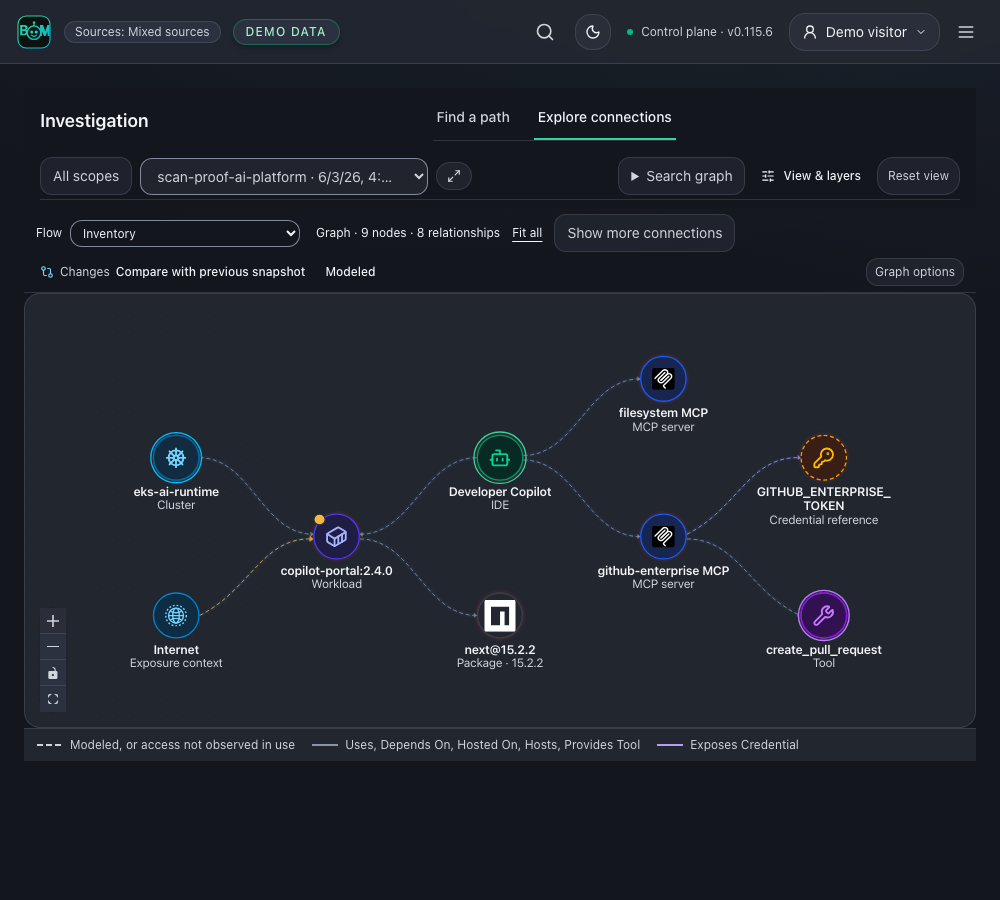 BOM
Sources: Mixed sources
DEMO DATA
Control plane · v0.115.6
Demo visitor
Investigation
Find a path
Explore connections
All scopes
scan-proof-ai-platform · 6/3/26, 4:...
Search graph
View & layers
Reset view
Flow
Inventory
Graph · 9 nodes · 8 relationships
Fit all
Show more connections
Changes
Compare with previous snapshot
Modeled
Graph options
filesystem MCP
MCP server
eks-ai-runtime
Cluster
Developer Copilot
IDE
GITHUB_ENTERPRISE_
TOKEN
Credential reference
copilot-portal:2.4.0
Workload
github-enterprise MCP
MCP server
Internet
Exposure context
next@15.2.2
Package · 15.2.2
create_pull_request
Tool
Modeled, or access not observed in use
Uses, Depends On, Hosted On, Hosts, Provides Tool
Exposes Credential